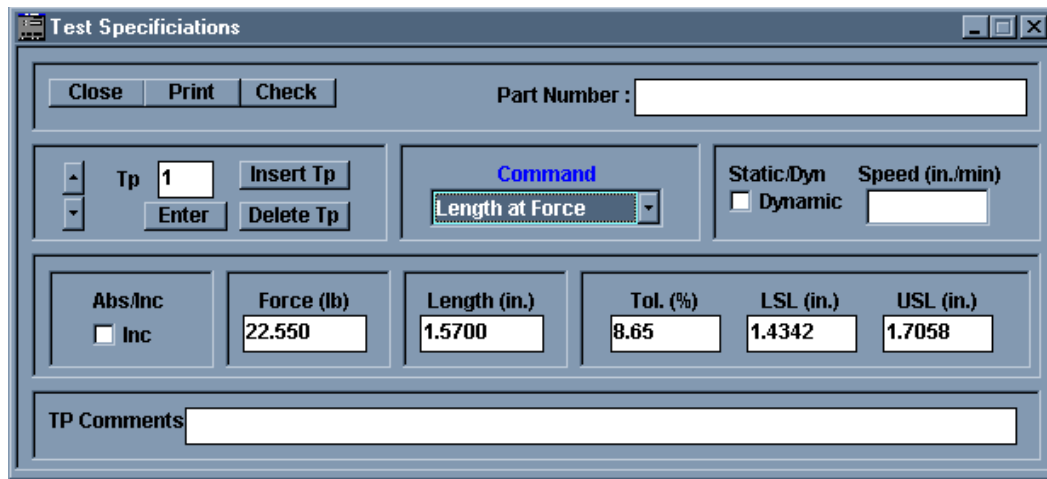 Test Specificiations
Close Print Check Part Number :
Tp 1 Insert Tp
Enter Delete Tp
Command
Length at Force
Static/Dyn Speed (in./min)
Dynamic
Abs/Inc
Inc
Force (lb)
22.550
Length (in.)
1.5700
Tol. (%) LSL (in.) USL (in.)
8.65 1.4342 1.7058
TP Comments